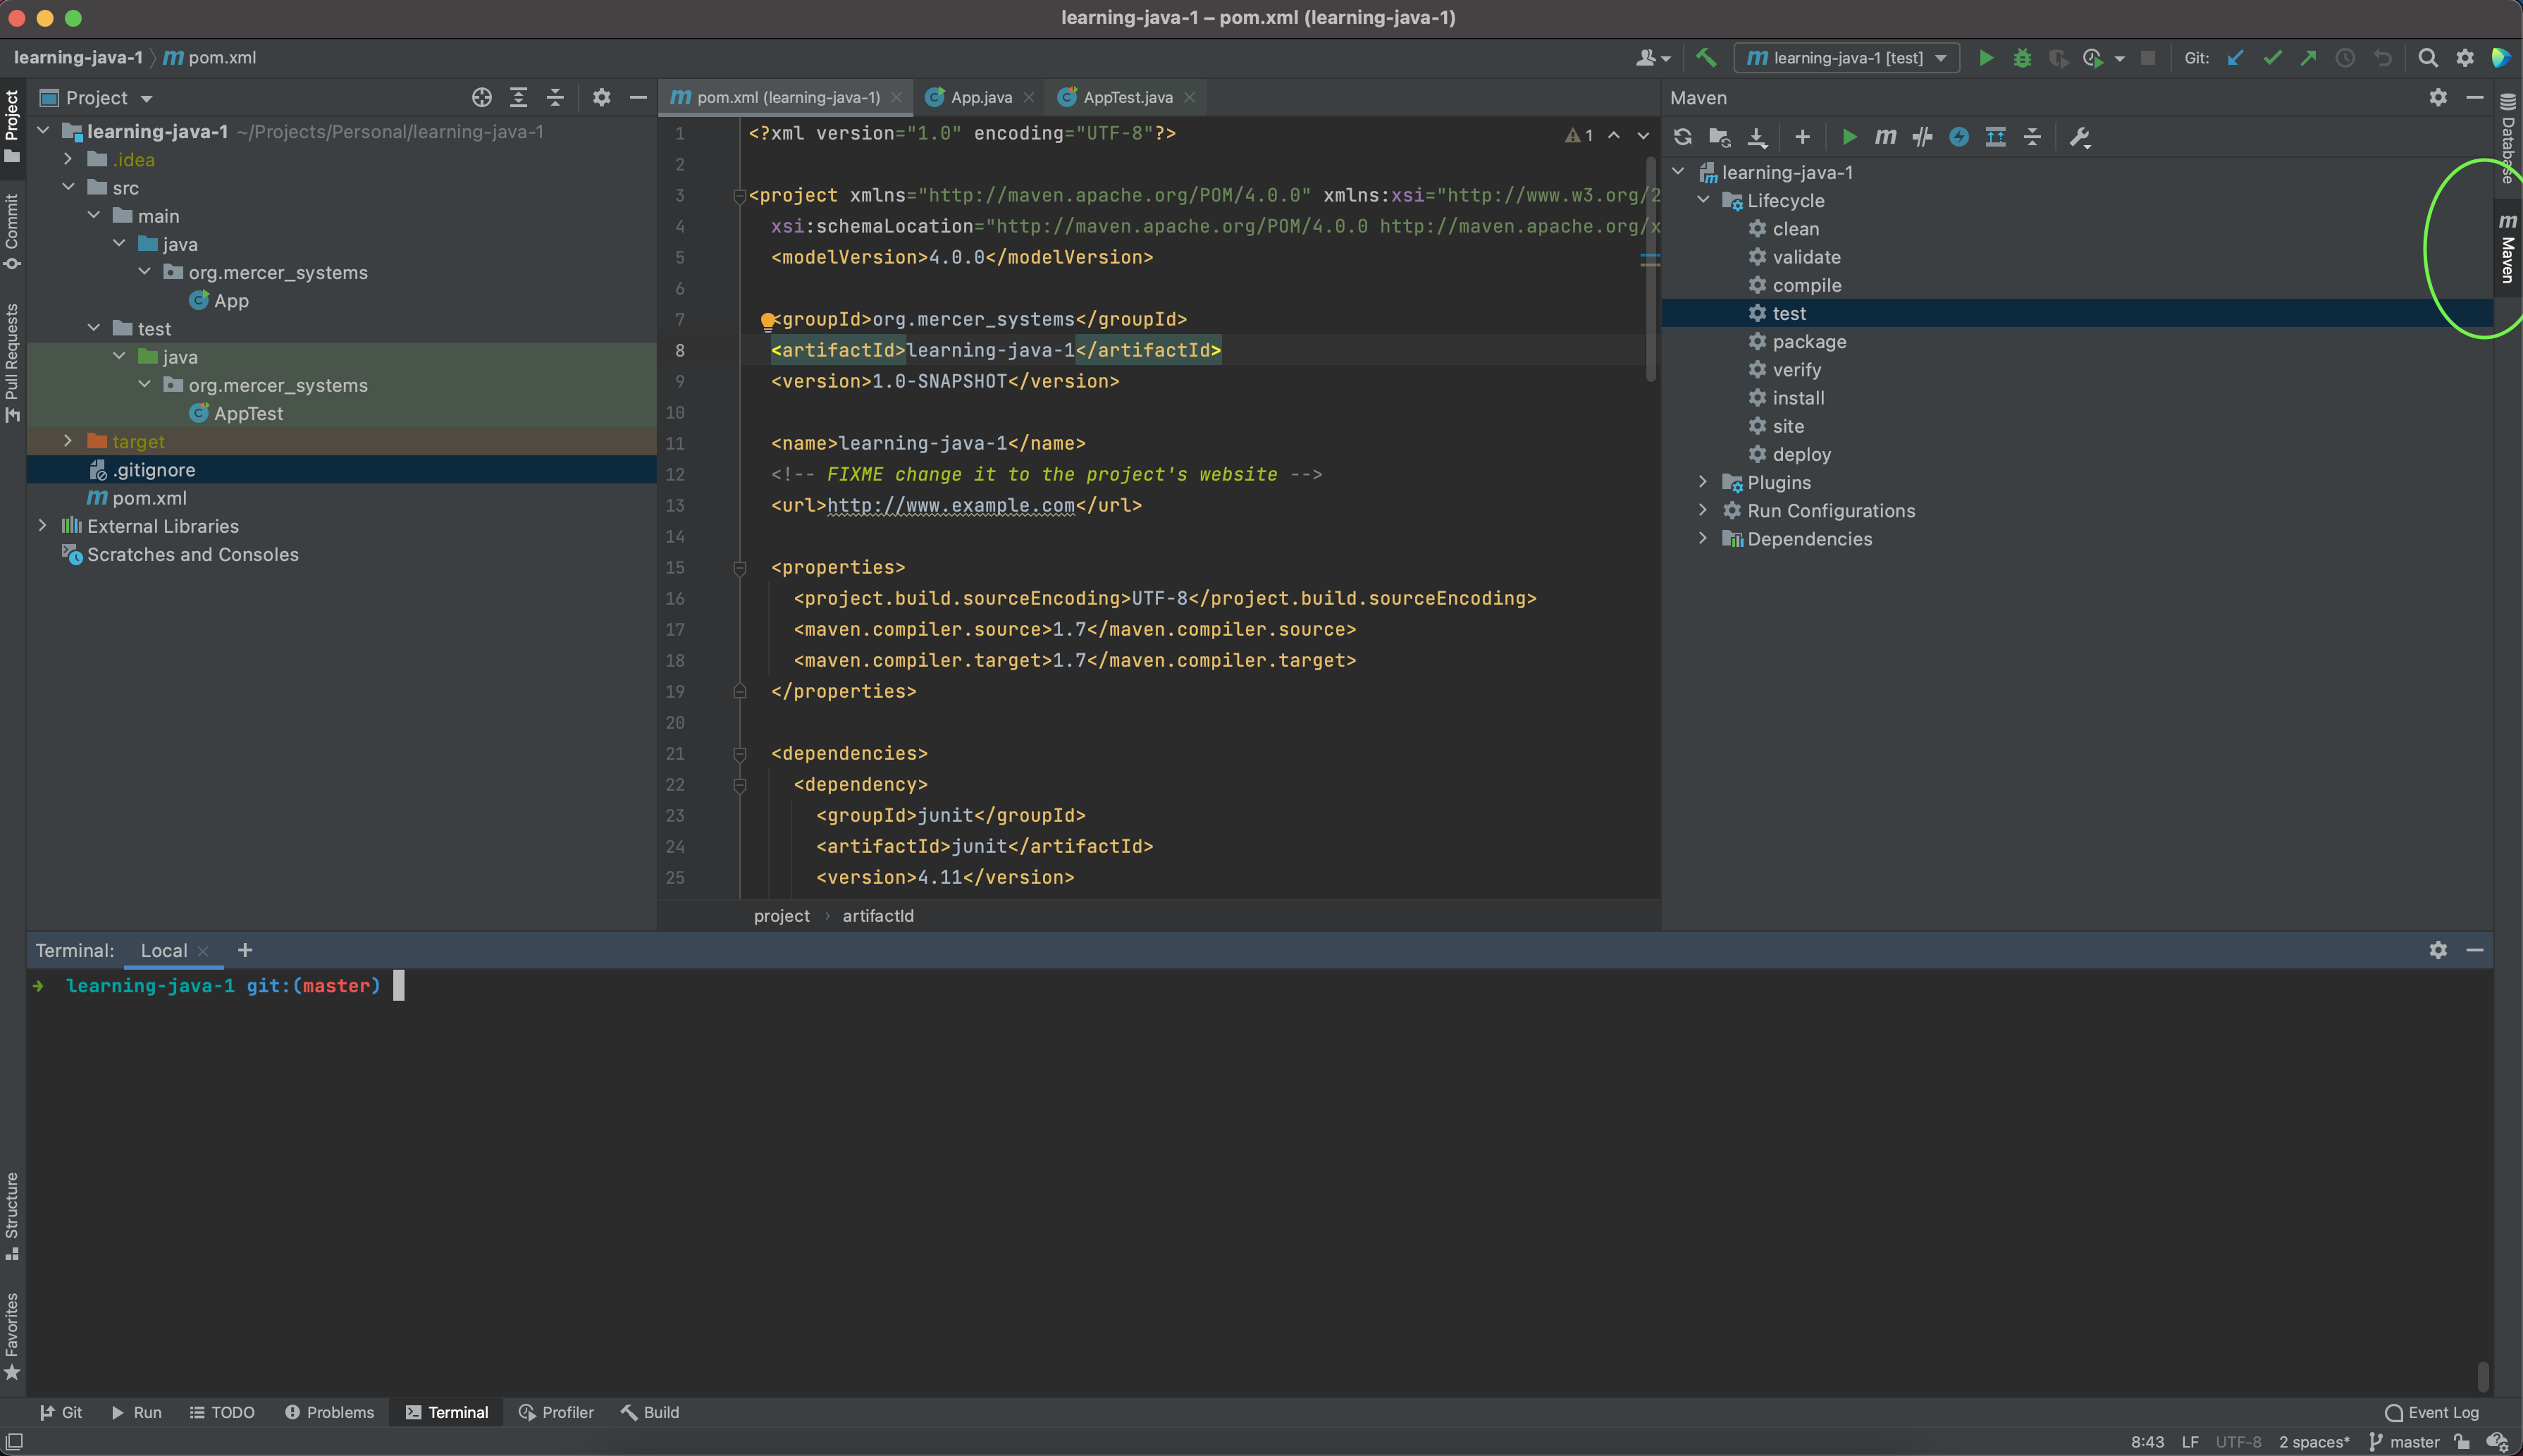 learning-java-1 – pom.xml (learning-java-1)
learning-java-1 m pom.xml
m learning-java-1 [test]
Git:
Project
m pom.xml (learning-java-1)
App.java
AppTest.java
Maven
Project
Commit
Pull Requests
Structure
Favorites
learning-java-1 ~/Projects/Personal/learning-java-1
.idea
src
main
java
org.mercer_systems
App
test
java
org.mercer_systems
AppTest
target
.gitignore
m pom.xml
External Libraries
Scratches and Consoles
1 <?xml version="1.0" encoding="UTF-8"?>
1
2
3 <project xmlns="http://maven.apache.org/POM/4.0.0" xmlns:xsi="http://www.w3.org/2
4 xsi:schemaLocation="http://maven.apache.org/POM/4.0.0 http://maven.apache.org/x
5 <modelVersion>4.0.0</modelVersion>
6
7 <groupId>org.mercer_systems</groupId>
8 <artifactId>learning-java-1</artifactId>
9 <version>1.0-SNAPSHOT</version>
10
11 <name>learning-java-1</name>
12 <!-- FIXME change it to the project's website -->
13 <url>http://www.example.com</url>
14
15 <properties>
16 <project.build.sourceEncoding>UTF-8</project.build.sourceEncoding>
17 <maven.compiler.source>1.7</maven.compiler.source>
18 <maven.compiler.target>1.7</maven.compiler.target>
19 </properties>
20
21 <dependencies>
22 <dependency>
23 <groupId>junit</groupId>
24 <artifactId>junit</artifactId>
25 <version>4.11</version>
project › artifactId
m
learning-java-1
Lifecycle
clean
validate
compile
test
package
verify
install
site
deploy
Plugins
Run Configurations
Dependencies
Database
m Maven
Terminal: Local
learning-java-1 git:(master)
Git
Run
TODO
Problems
Terminal
Profiler
Build
Event Log
8:43 LF UTF-8 2 spaces* master